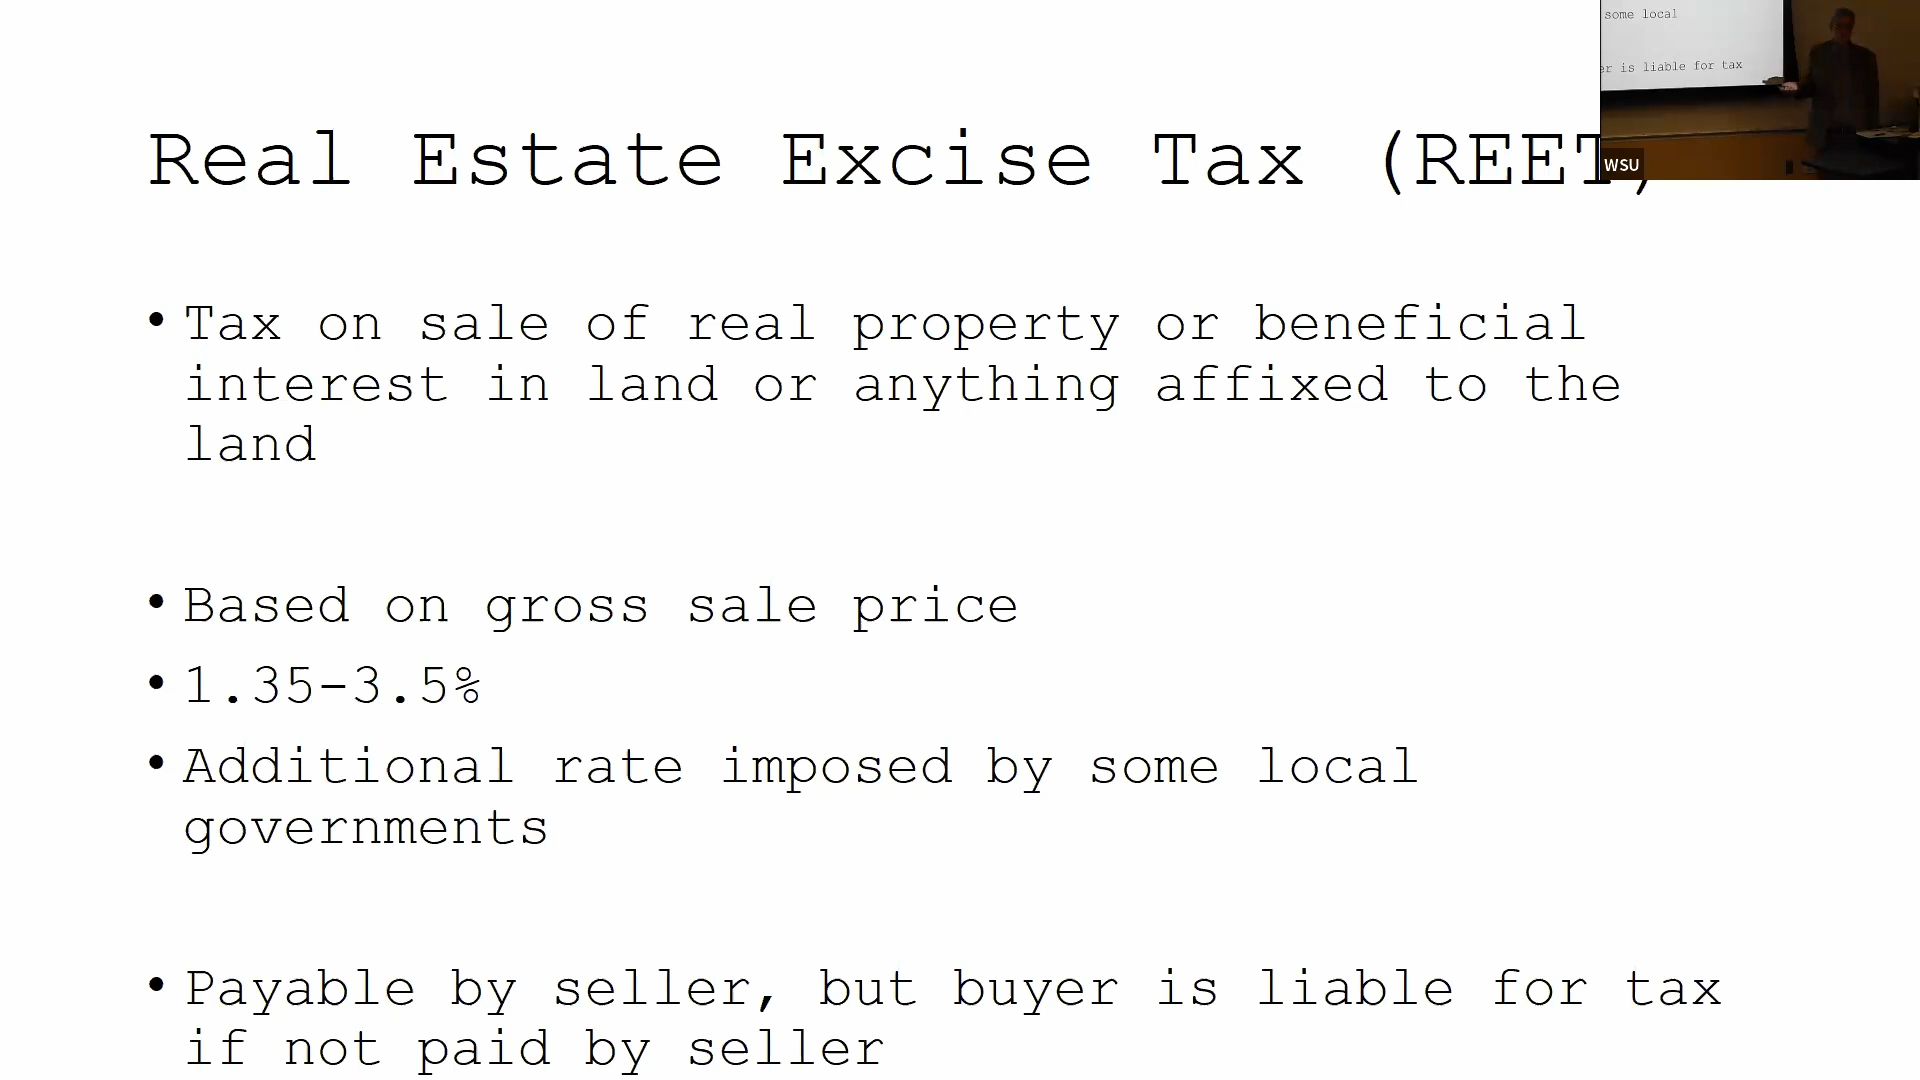 Real Estate Excise Tax (REET)
some local
er is liable for tax
WSU
• Tax on sale of real property or beneficial
interest in land or anything affixed to the
land
• Based on gross sale price
• 1.35-3.5%
• Additional rate imposed by some local
governments
• Payable by seller, but buyer is liable for tax
if not paid by seller